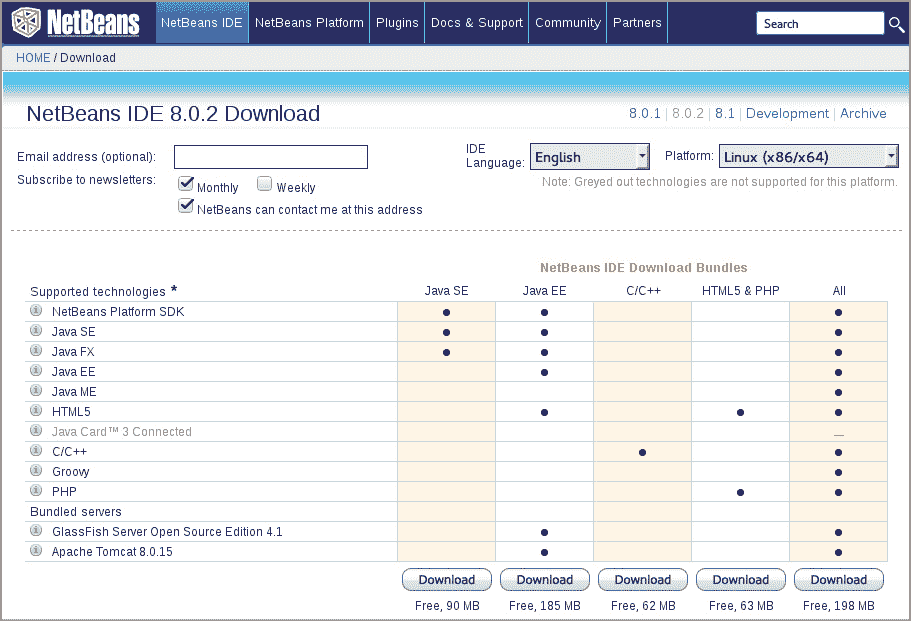 NetBeans NetBeans IDE NetBeans Platform Plugins Docs & Support Community Partners Search
HOME / Download
NetBeans IDE 8.0.2 Download 8.0.1 | 8.0.2 | 8.1 | Development | Archive
Email address (optional): IDE Language: English Platform: Linux (x86/x64)
Subscribe to newsletters: Monthly Weekly Note: Greyed out technologies are not supported for this platform.
NetBeans can contact me at this address
NetBeans IDE Download Bundles
Supported technologies * Java SE Java EE C/C++ HTML5 & PHP All
NetBeans Platform SDK • • •
Java SE • • •
Java FX • • •
Java EE • •
Java ME •
HTML5 • • •
Java Card™ 3 Connected —
C/C++ • •
Groovy •
PHP • •
Bundled servers
GlassFish Server Open Source Edition 4.1 • •
Apache Tomcat 8.0.15 • •
Download Download Download Download Download
Free, 90 MB Free, 185 MB Free, 62 MB Free, 63 MB Free, 198 MB